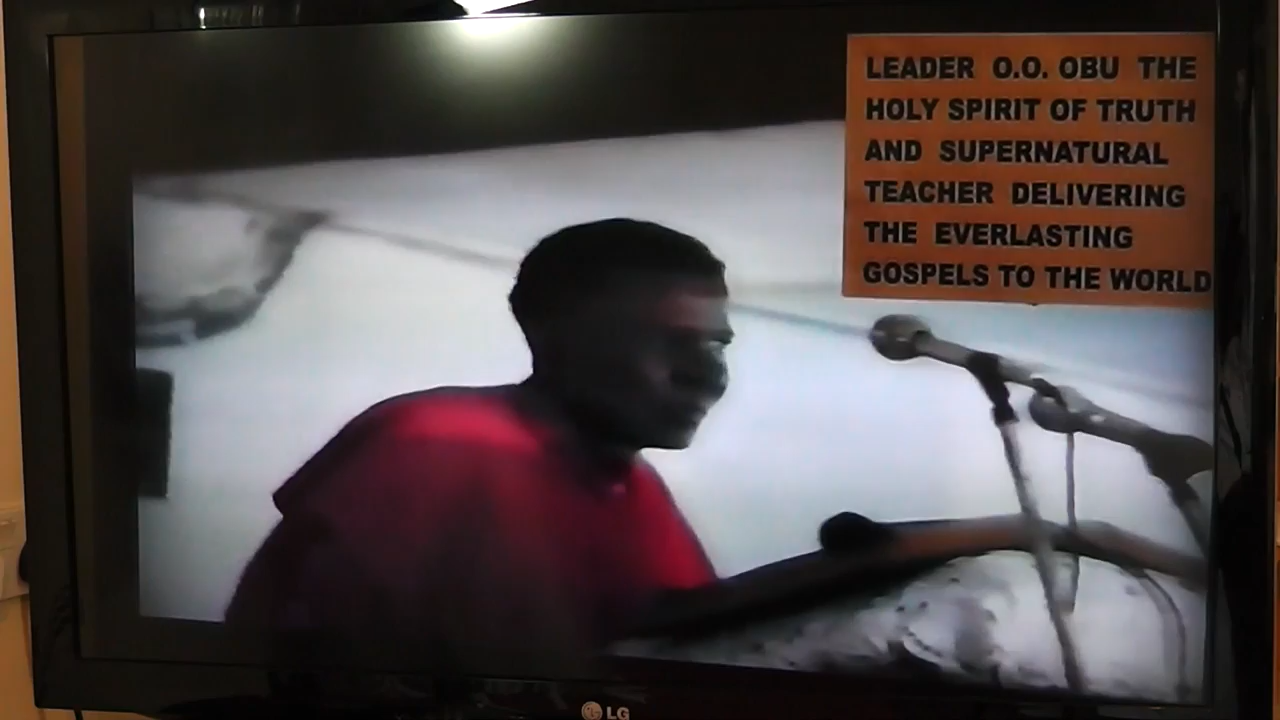 LEADER O.O. OBU THE
HOLY SPIRIT OF TRUTH
AND SUPERNATURAL
TEACHER DELIVERING
THE EVERLASTING
GOSPELS TO THE WORLD
LG